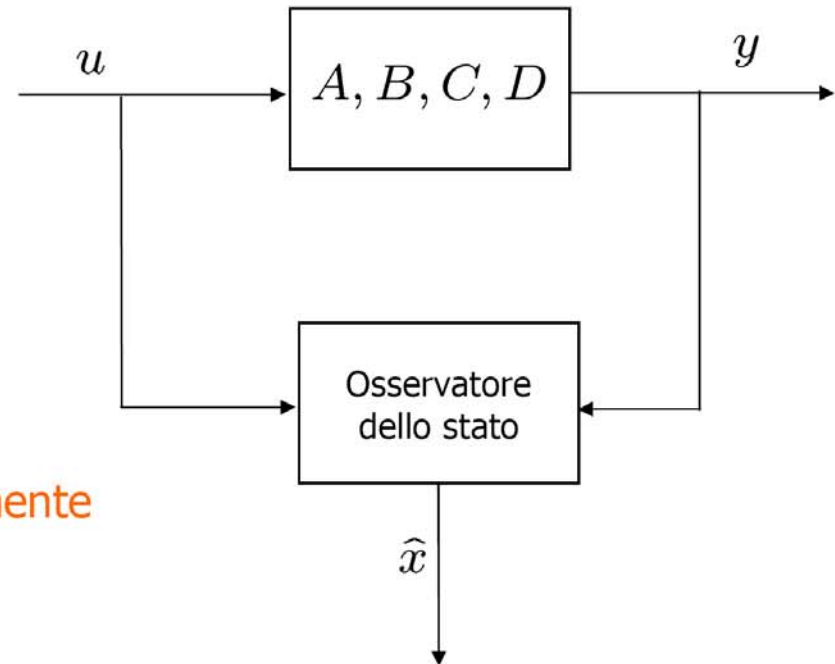 u
A, B, C, D
y
Osservatore
dello stato
x̂